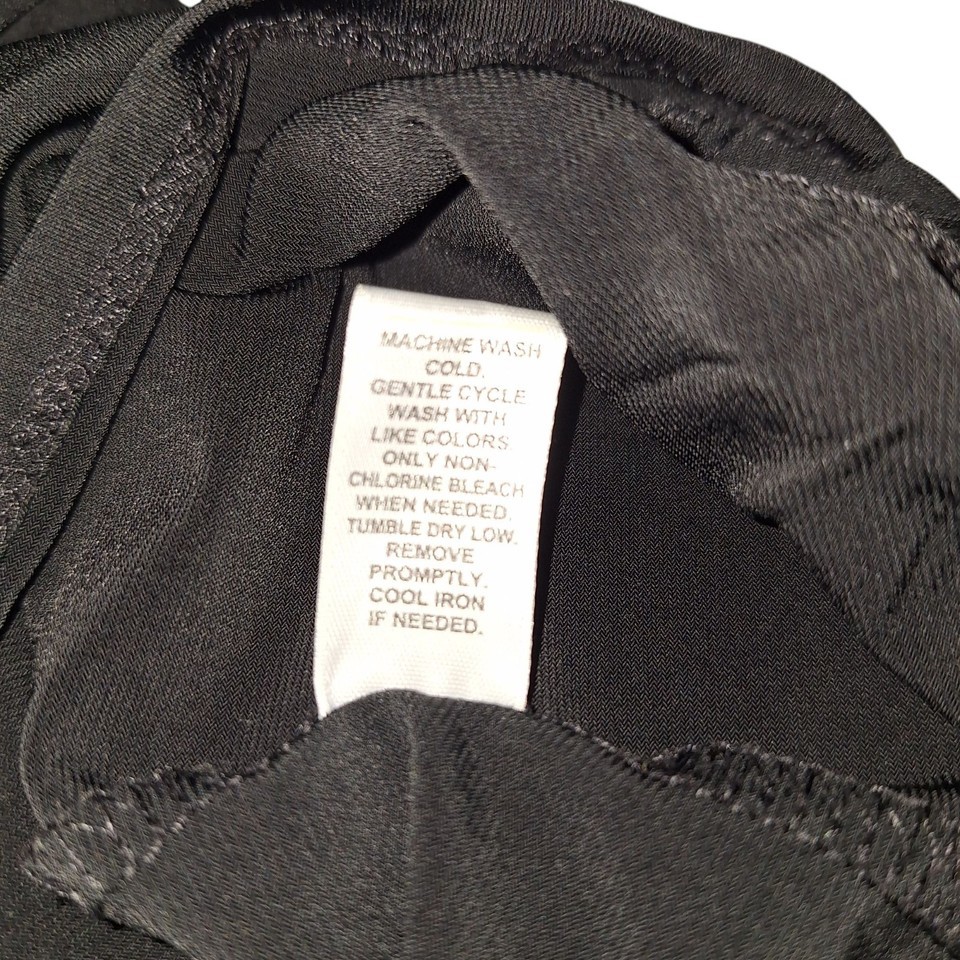 MACHINE WASH
COLD.
GENTLE CYCLE
WASH WITH
LIKE COLORS
ONLY NON-
CHLORINE BLEACH
WHEN NEEDED.
TUMBLE DRY LOW.
REMOVE
PROMPTLY.
COOL IRON
IF NEEDED.